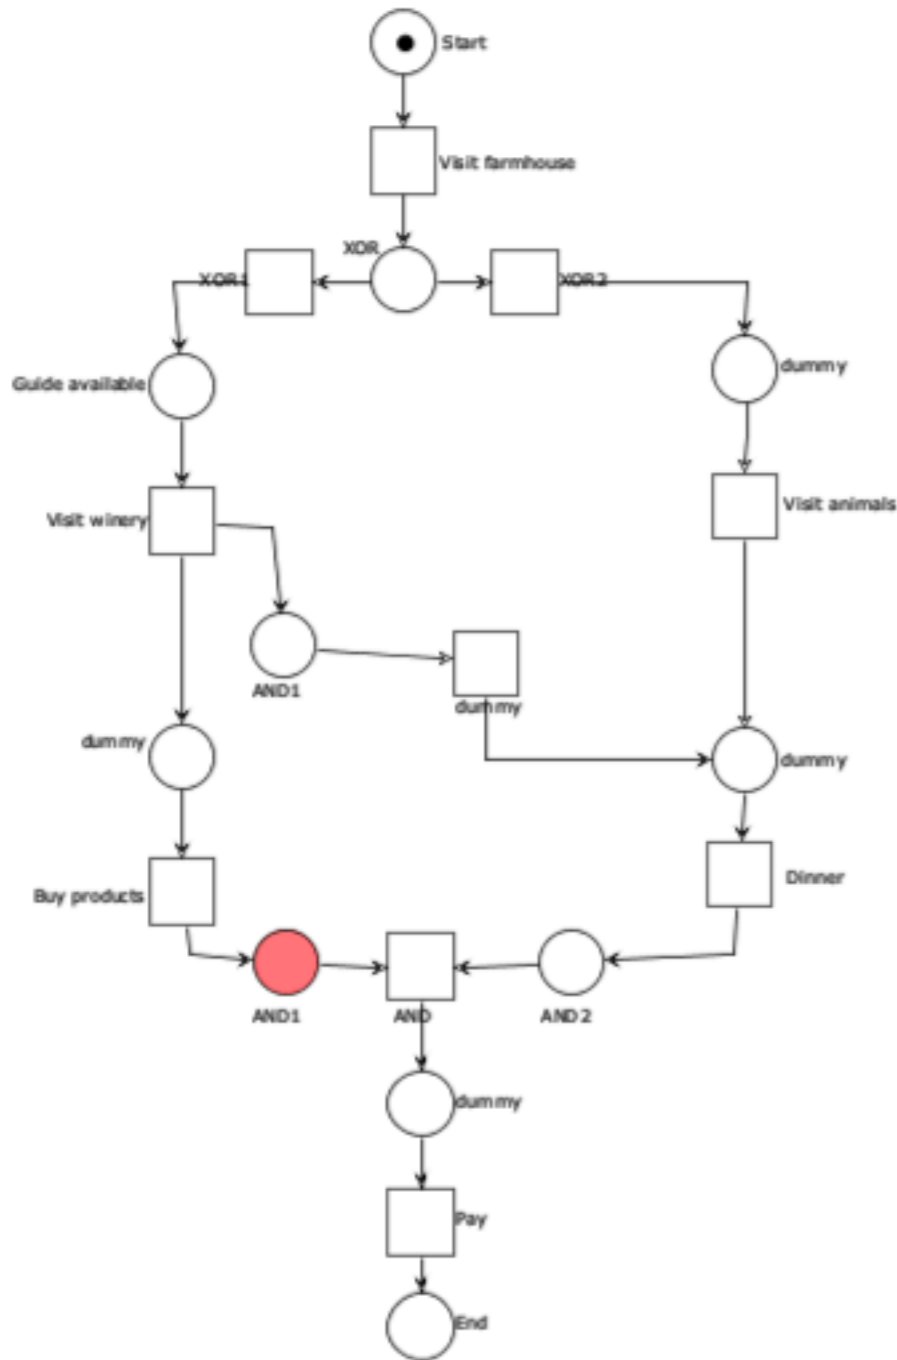 Start
Visit farmhouse
XOR
XOR1
XOR2
dummy
Guide available
Visit animals
Visit winery
AND1
dummy
dummy
dummy
Dinner
Buy products
AND1
AND
AND2
dummy
Pay
End